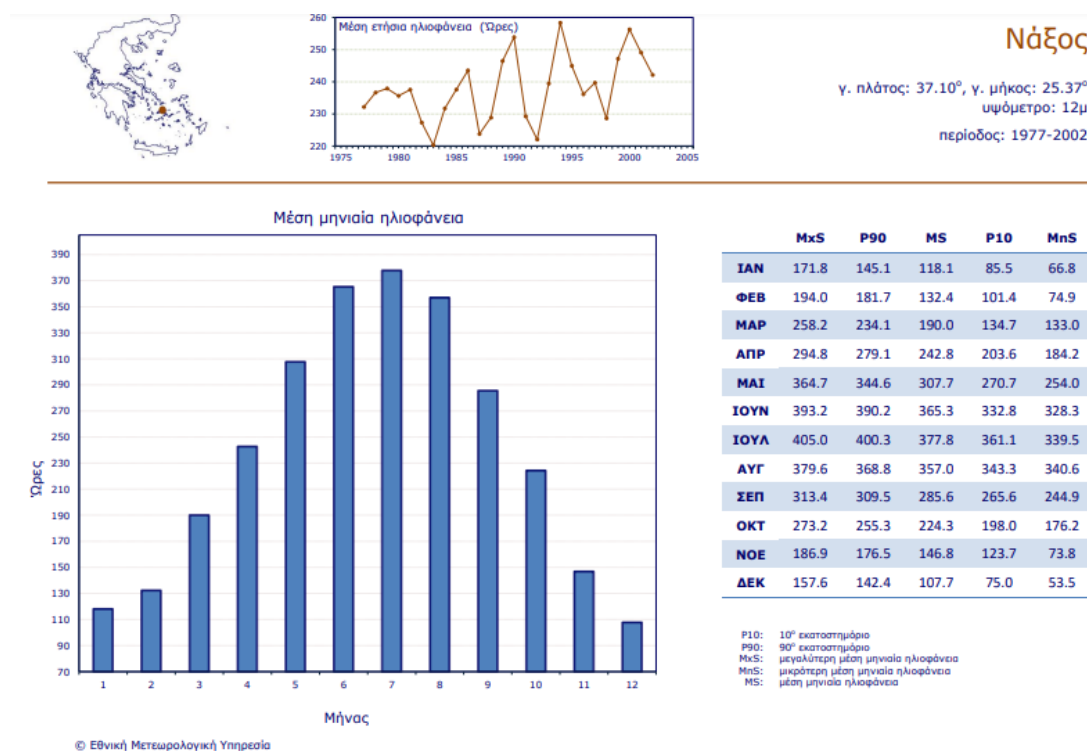 Μέση ετήσια ηλιοφάνεια (Ώρες)
260
250
240
230
220
1975 1980 1985 1990 1995 2000 2005
Νάξος
γ. πλάτος: 37.10°, γ. μήκος: 25.37°
υψόμετρο: 12μ
περίοδος: 1977-2002
Μέση μηνιαία ηλιοφάνεια
Ώρες
390
370
350
330
310
290
270
250
230
210
190
170
150
130
110
90
70
1 2 3 4 5 6 7 8 9 10 11 12
Μήνας
MxS P90 MS P10 MnS
ΙΑΝ 171.8 145.1 118.1 85.5 66.8
ΦΕΒ 194.0 181.7 132.4 101.4 74.9
ΜΑΡ 258.2 234.1 190.0 134.7 133.0
ΑΠΡ 294.8 279.1 242.8 203.6 184.2
ΜΑΙ 364.7 344.6 307.7 270.7 254.0
ΙΟΥΝ 393.2 390.2 365.3 332.8 328.3
ΙΟΥΛ 405.0 400.3 377.8 361.1 339.5
ΑΥΓ 379.6 368.8 357.0 343.3 340.6
ΣΕΠ 313.4 309.5 285.6 265.6 244.9
ΟΚΤ 273.2 255.3 224.3 198.0 176.2
ΝΟΕ 186.9 176.5 146.8 123.7 73.8
ΔΕΚ 157.6 142.4 107.7 75.0 53.5
P10: 10° εκατοστημόριο
P90: 90° εκατοστημόριο
MxS: μεγαλύτερη μέση μηνιαία ηλιοφάνεια
MnS: μικρότερη μέση μηνιαία ηλιοφάνεια
MS: μέση μηνιαία ηλιοφάνεια
© Εθνική Μετεωρολογική Υπηρεσία